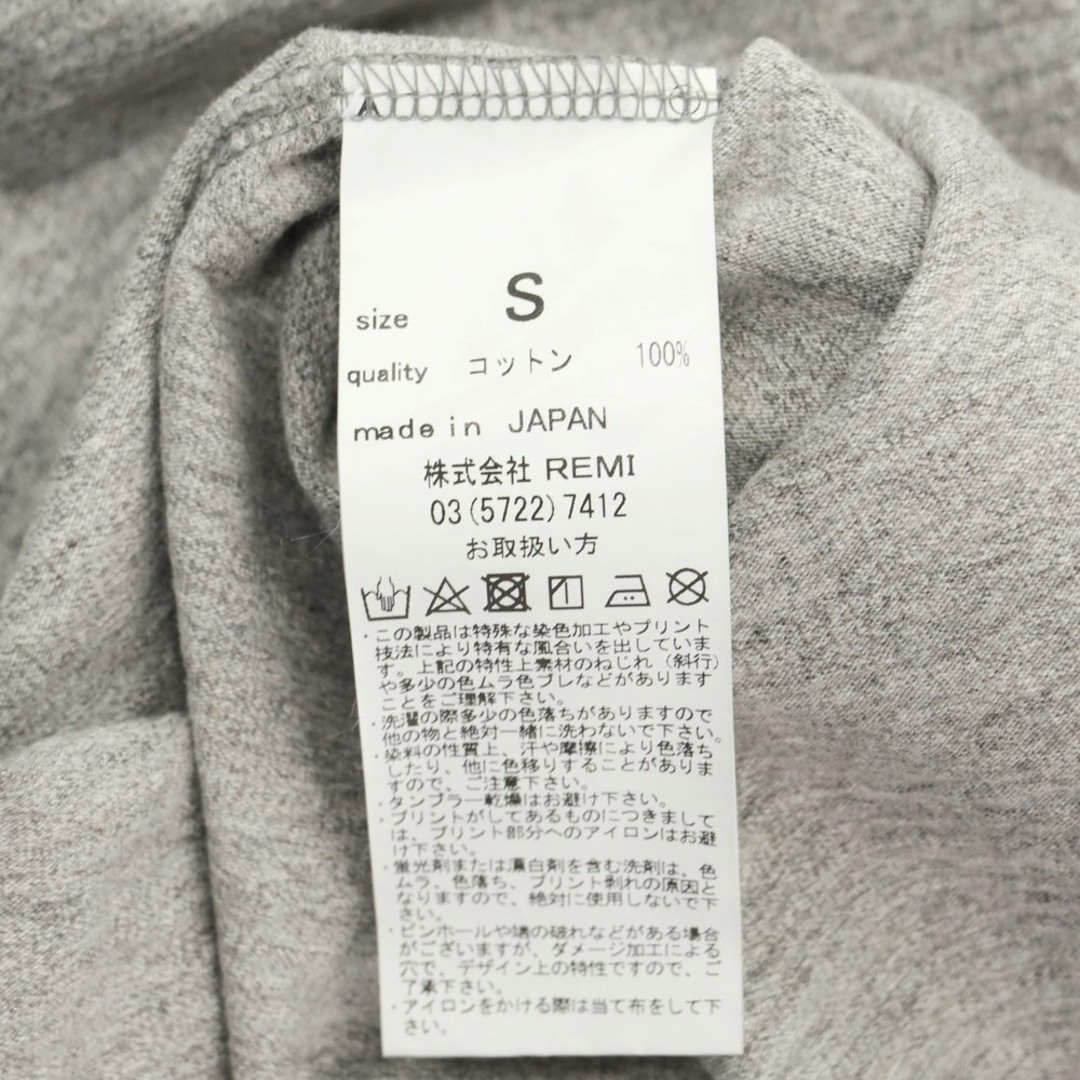 size S
quality コットン 100%
made in JAPAN
株式会社 REMI
03(5722)7412
お取扱い方
・この製品は特殊な染色加工やプリント
技法により特有な風合いを出していま
す。上記の特性上素材のねじれ（斜行）
や多少の色ムラ色ブレなどがあります
ことをご理解下さい。
・洗濯の際多少の色落ちがありますので
他の物と絶対一緒に洗わないで下さい。
・染料の性質上、汗や摩擦により色落ち
したり、他に色移りすることがありま
すので、ご注意下さい。
・タンブラー乾燥はお避け下さい。
・プリントがしてあるものにつきまして
は、プリント部分へのアイロンはお避
け下さい。
・蛍光剤または漂白剤を含む洗剤は、色
ムラ、色落ち、プリント剥れの原因と
なりますので、絶対に使用しないで下
さい。
・ピンホールや端の破れなどがある場合
がございますが、ダメージ加工による
穴で、デザイン上の特性ですので、ご
了承下さい。
・アイロンをかける際は当て布をして下
さい。